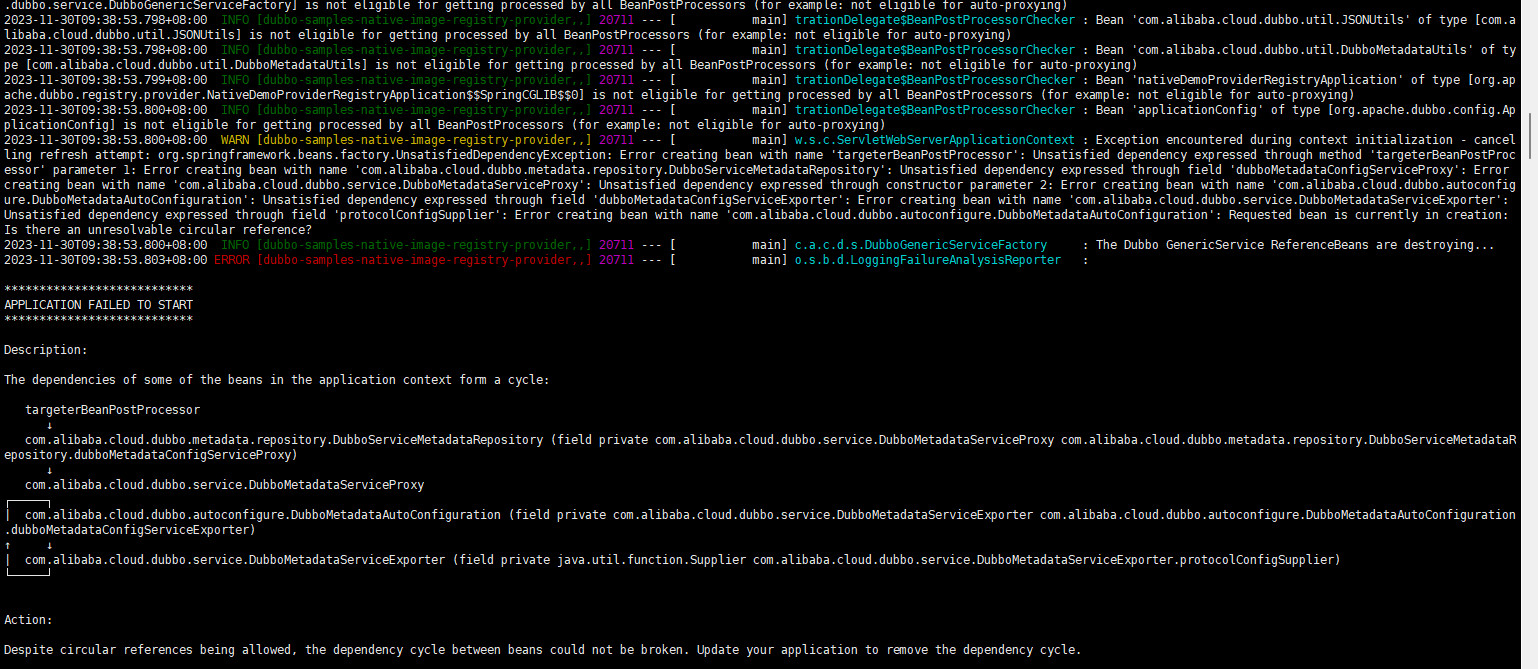 .dubbo.service.DubboGenericServiceFactory] is not eligible for getting processed by all BeanPostProcessors (for example: not eligible for auto-proxying)
2023-11-30T09:38:53.798+08:00  INFO [dubbo-samples-native-image-registry-provider,,] 20711 --- [           main] trationDelegate$BeanPostProcessorChecker : Bean 'com.alibaba.cloud.dubbo.util.JSONUtils' of type [com.a
libaba.cloud.dubbo.util.JSONUtils] is not eligible for getting processed by all BeanPostProcessors (for example: not eligible for auto-proxying)
2023-11-30T09:38:53.798+08:00  INFO [dubbo-samples-native-image-registry-provider,,] 20711 --- [           main] trationDelegate$BeanPostProcessorChecker : Bean 'com.alibaba.cloud.dubbo.util.DubboMetadataUtils' of ty
pe [com.alibaba.cloud.dubbo.util.DubboMetadataUtils] is not eligible for getting processed by all BeanPostProcessors (for example: not eligible for auto-proxying)
2023-11-30T09:38:53.799+08:00  INFO [dubbo-samples-native-image-registry-provider,,] 20711 --- [           main] trationDelegate$BeanPostProcessorChecker : Bean 'nativeDemoProviderRegistryApplication' of type [org.ap
ache.dubbo.registry.provider.NativeDemoProviderRegistryApplication$$SpringCGLIB$$0] is not eligible for getting processed by all BeanPostProcessors (for example: not eligible for auto-proxying)
2023-11-30T09:38:53.800+08:00  INFO [dubbo-samples-native-image-registry-provider,,] 20711 --- [           main] trationDelegate$BeanPostProcessorChecker : Bean 'applicationConfig' of type [org.apache.dubbo.config.Ap
plicationConfig] is not eligible for getting processed by all BeanPostProcessors (for example: not eligible for auto-proxying)
2023-11-30T09:38:53.800+08:00  WARN [dubbo-samples-native-image-registry-provider,,] 20711 --- [           main] w.s.c.ServletWebServerApplicationContext : Exception encountered during context initialization - cancel
ling refresh attempt: org.springframework.beans.factory.UnsatisfiedDependencyException: Error creating bean with name 'targeterBeanPostProcessor': Unsatisfied dependency expressed through method 'targeterBeanPostProc
essor' parameter 1: Error creating bean with name 'com.alibaba.cloud.dubbo.metadata.repository.DubboServiceMetadataRepository': Unsatisfied dependency expressed through field 'dubboMetadataConfigServiceProxy': Error
creating bean with name 'com.alibaba.cloud.dubbo.service.DubboMetadataServiceProxy': Unsatisfied dependency expressed through constructor parameter 2: Error creating bean with name 'com.alibaba.cloud.dubbo.autoconfig
ure.DubboMetadataAutoConfiguration': Unsatisfied dependency expressed through field 'dubboMetadataConfigServiceExporter': Error creating bean with name 'com.alibaba.cloud.dubbo.service.DubboMetadataServiceExporter':
Unsatisfied dependency expressed through field 'protocolConfigSupplier': Error creating bean with name 'com.alibaba.cloud.dubbo.autoconfigure.DubboMetadataAutoConfiguration': Requested bean is currently in creation:
Is there an unresolvable circular reference?
2023-11-30T09:38:53.800+08:00  INFO [dubbo-samples-native-image-registry-provider,,] 20711 --- [           main] c.a.c.d.s.DubboGenericServiceFactory     : The Dubbo GenericService ReferenceBeans are destroying...
2023-11-30T09:38:53.803+08:00 ERROR [dubbo-samples-native-image-registry-provider,,] 20711 --- [           main] o.s.b.d.LoggingFailureAnalysisReporter   :
***************************
APPLICATION FAILED TO START
***************************
Description:
The dependencies of some of the beans in the application context form a cycle:
targeterBeanPostProcessor
↓
com.alibaba.cloud.dubbo.metadata.repository.DubboServiceMetadataRepository (field private com.alibaba.cloud.dubbo.service.DubboMetadataServiceProxy com.alibaba.cloud.dubbo.metadata.repository.DubboServiceMetadataR
epository.dubboMetadataConfigServiceProxy)
↓
com.alibaba.cloud.dubbo.service.DubboMetadataServiceProxy
┌─────┐
|  com.alibaba.cloud.dubbo.autoconfigure.DubboMetadataAutoConfiguration (field private com.alibaba.cloud.dubbo.service.DubboMetadataServiceExporter com.alibaba.cloud.dubbo.autoconfigure.DubboMetadataAutoConfiguration
.dubboMetadataConfigServiceExporter)
↑     ↓
|  com.alibaba.cloud.dubbo.service.DubboMetadataServiceExporter (field private java.util.function.Supplier com.alibaba.cloud.dubbo.service.DubboMetadataServiceExporter.protocolConfigSupplier)
└─────┘
Action:
Despite circular references being allowed, the dependency cycle between beans could not be broken. Update your application to remove the dependency cycle.